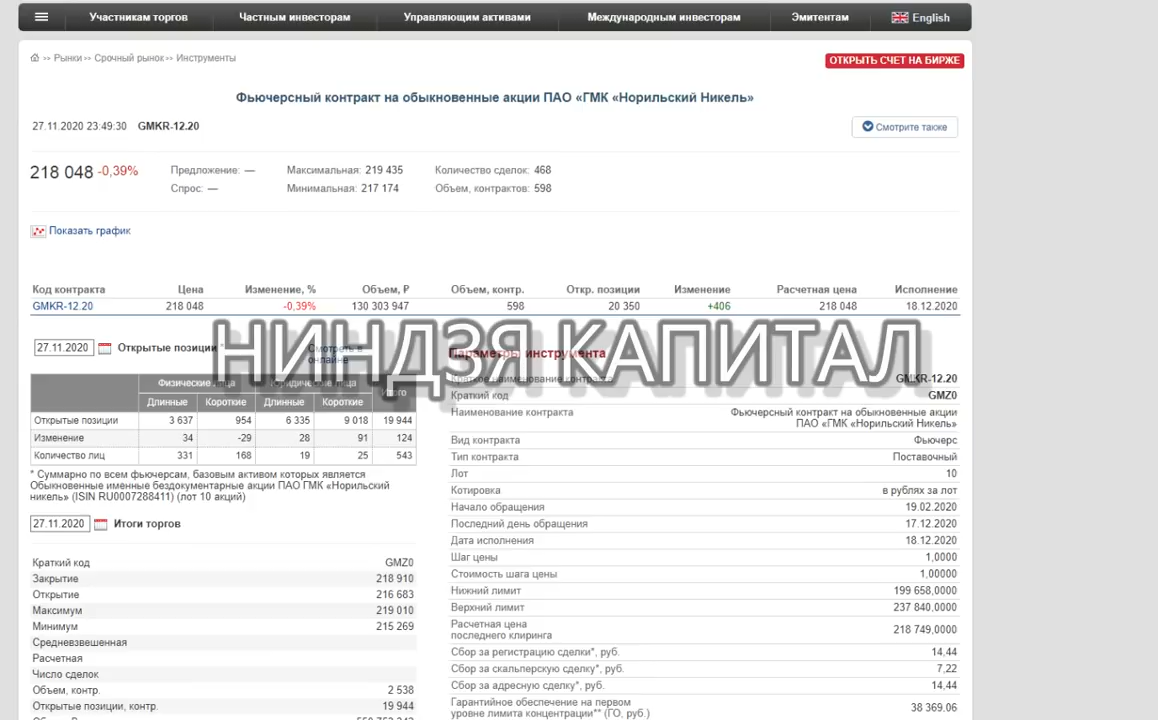 Участникам торгов Частным инвесторам Управляющим активами Международным инвесторам Эмитентам English
>> Рынки >> Срочный рынок >> Инструменты
ОТКРЫТЬ СЧЕТ НА БИРЖЕ
Фьючерсный контракт на обыкновенные акции ПАО «ГМК «Норильский Никель»
27.11.2020 23:49:30 GMKR-12.20
Смотрите также
218 048 -0,39%
Предложение: — Максимальная: 219 435 Количество сделок: 468
Спрос: — Минимальная: 217 174 Объем, контрактов: 598
Показать график
Код контракта Цена Изменение, % Объем, ₽ Объем, контр. Откр. позиции Изменение Расчетная цена Исполнение
GMKR-12.20 218 048 -0,39% 130 303 947 598 20 350 +406 218 048 18.12.2020
НИНДЗЯ КАПИТАЛ
27.11.2020 Открытые позиции * Смотреть в
онлайне
Физические лица Юридические лица Итого
Длинные Короткие Длинные Короткие
Открытые позиции 3 637 954 6 335 9 018 19 944
Изменение 34 -29 28 91 124
Количество лиц 331 168 19 25 543
* Суммарно по всем фьючерсам, базовым активом которых является
Обыкновенные именные бездокументарные акции ПАО ГМК «Норильский
никель» (ISIN RU0007288411) (лот 10 акций)
27.11.2020 Итоги торгов
Краткий код GMZ0
Закрытие 218 910
Открытие 216 683
Максимум 219 010
Минимум 215 269
Средневзвешенная
Расчетная
Число сделок
Объем, контр. 2 538
Открытые позиции, контр. 19 944
Параметры инструмента
Краткое наименование контракта GMKR-12.20
Краткий код GMZ0
Наименование контракта Фьючерсный контракт на обыкновенные акции
ПАО «ГМК «Норильский Никель»
Вид контракта Фьючерс
Тип контракта Поставочный
Лот 10
Котировка в рублях за лот
Начало обращения 19.02.2020
Последний день обращения 17.12.2020
Дата исполнения 18.12.2020
Шаг цены 1,0000
Стоимость шага цены 1,00000
Нижний лимит 199 658,0000
Верхний лимит 237 840,0000
Расчетная цена
последнего клиринга 218 749,0000
Сбор за регистрацию сделки*, руб. 14,44
Сбор за скальперскую сделку*, руб. 7,22
Сбор за адресную сделку*, руб. 14,44
Гарантийное обеспечение на первом
уровне лимита концентрации** (ГО, руб.) 38 369.06